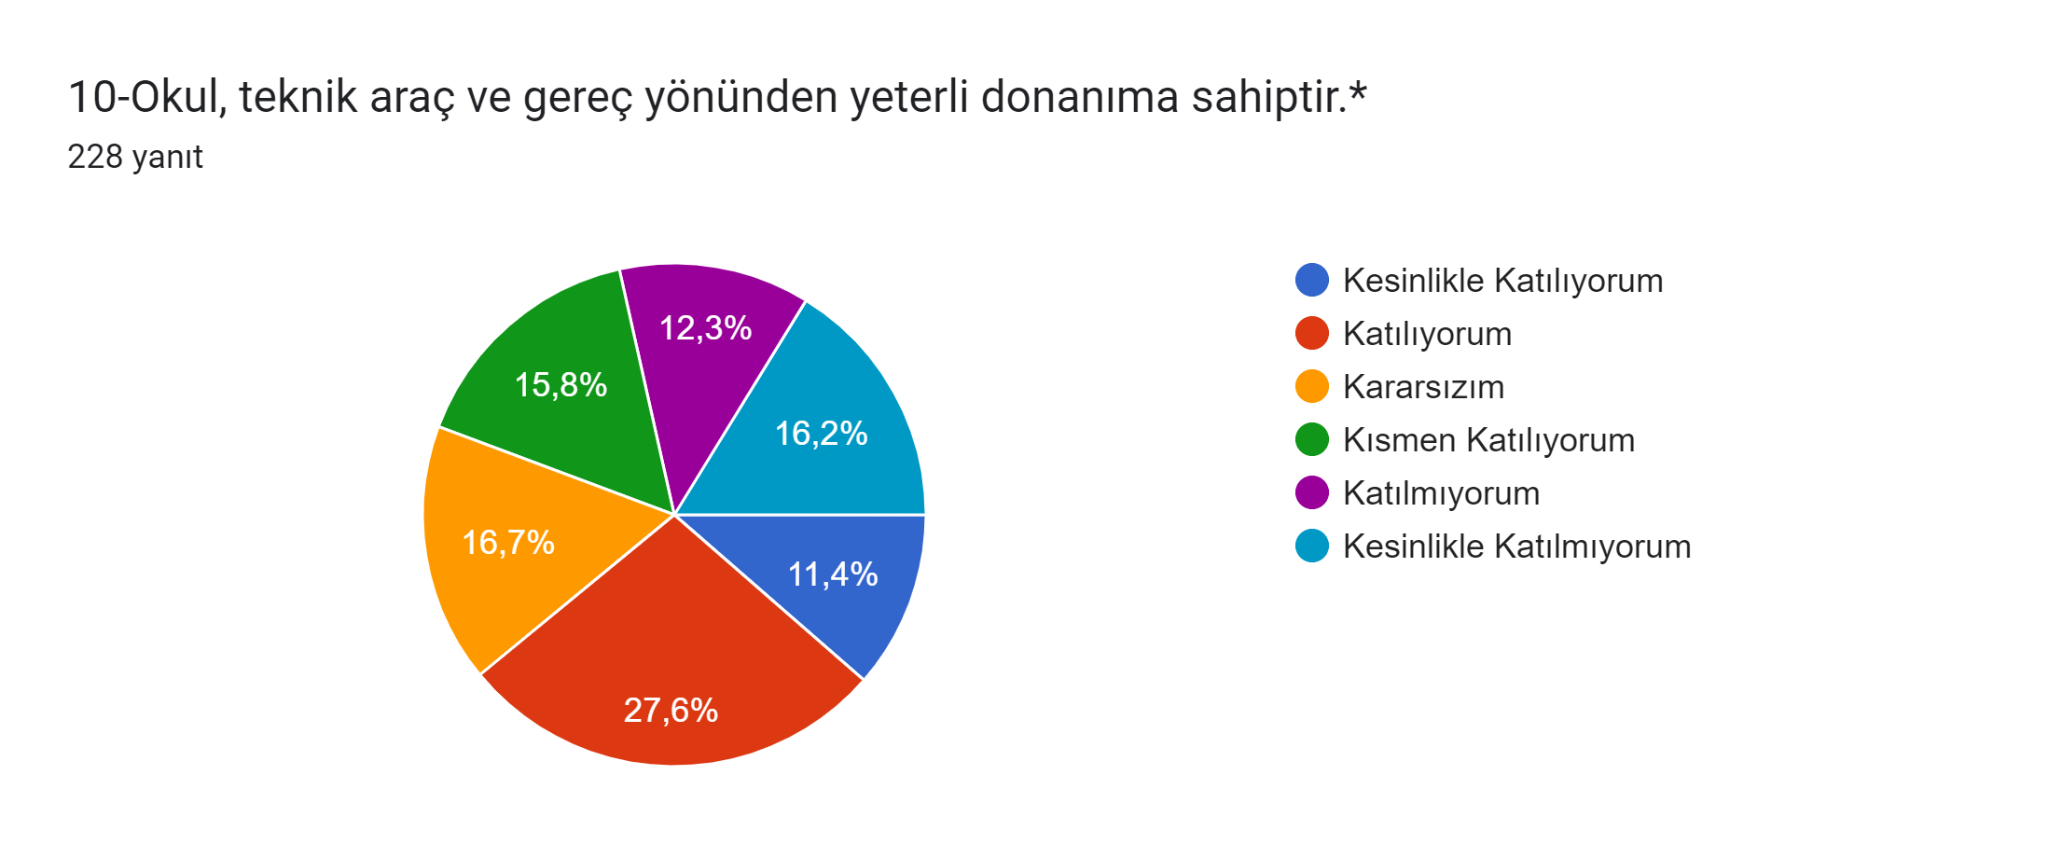 10-Okul, teknik araç ve gereç yönünden yeterli donanıma sahiptir.*
228 yanıt
12,3%
15,8%
16,2%
16,7%
11,4%
27,6%
Kesinlikle Katılıyorum
Katılıyorum
Kararsızım
Kısmen Katılıyorum
Katılmıyorum
Kesinlikle Katılmıyorum